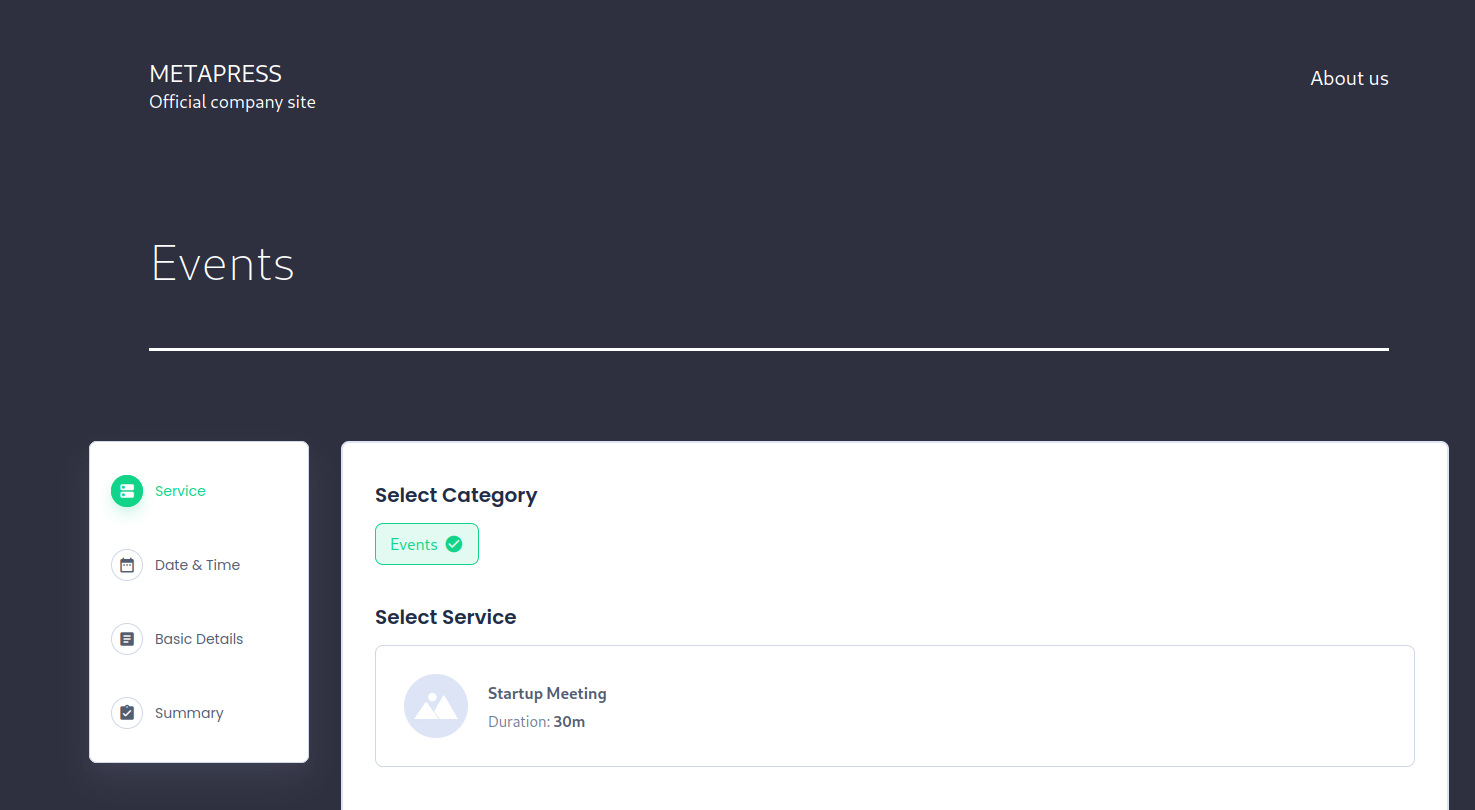 METAPRESS
Official company site
About us
Events
Service
Date & Time
Basic Details
Summary
Select Category
Events
Select Service
Startup Meeting
Duration: 30m